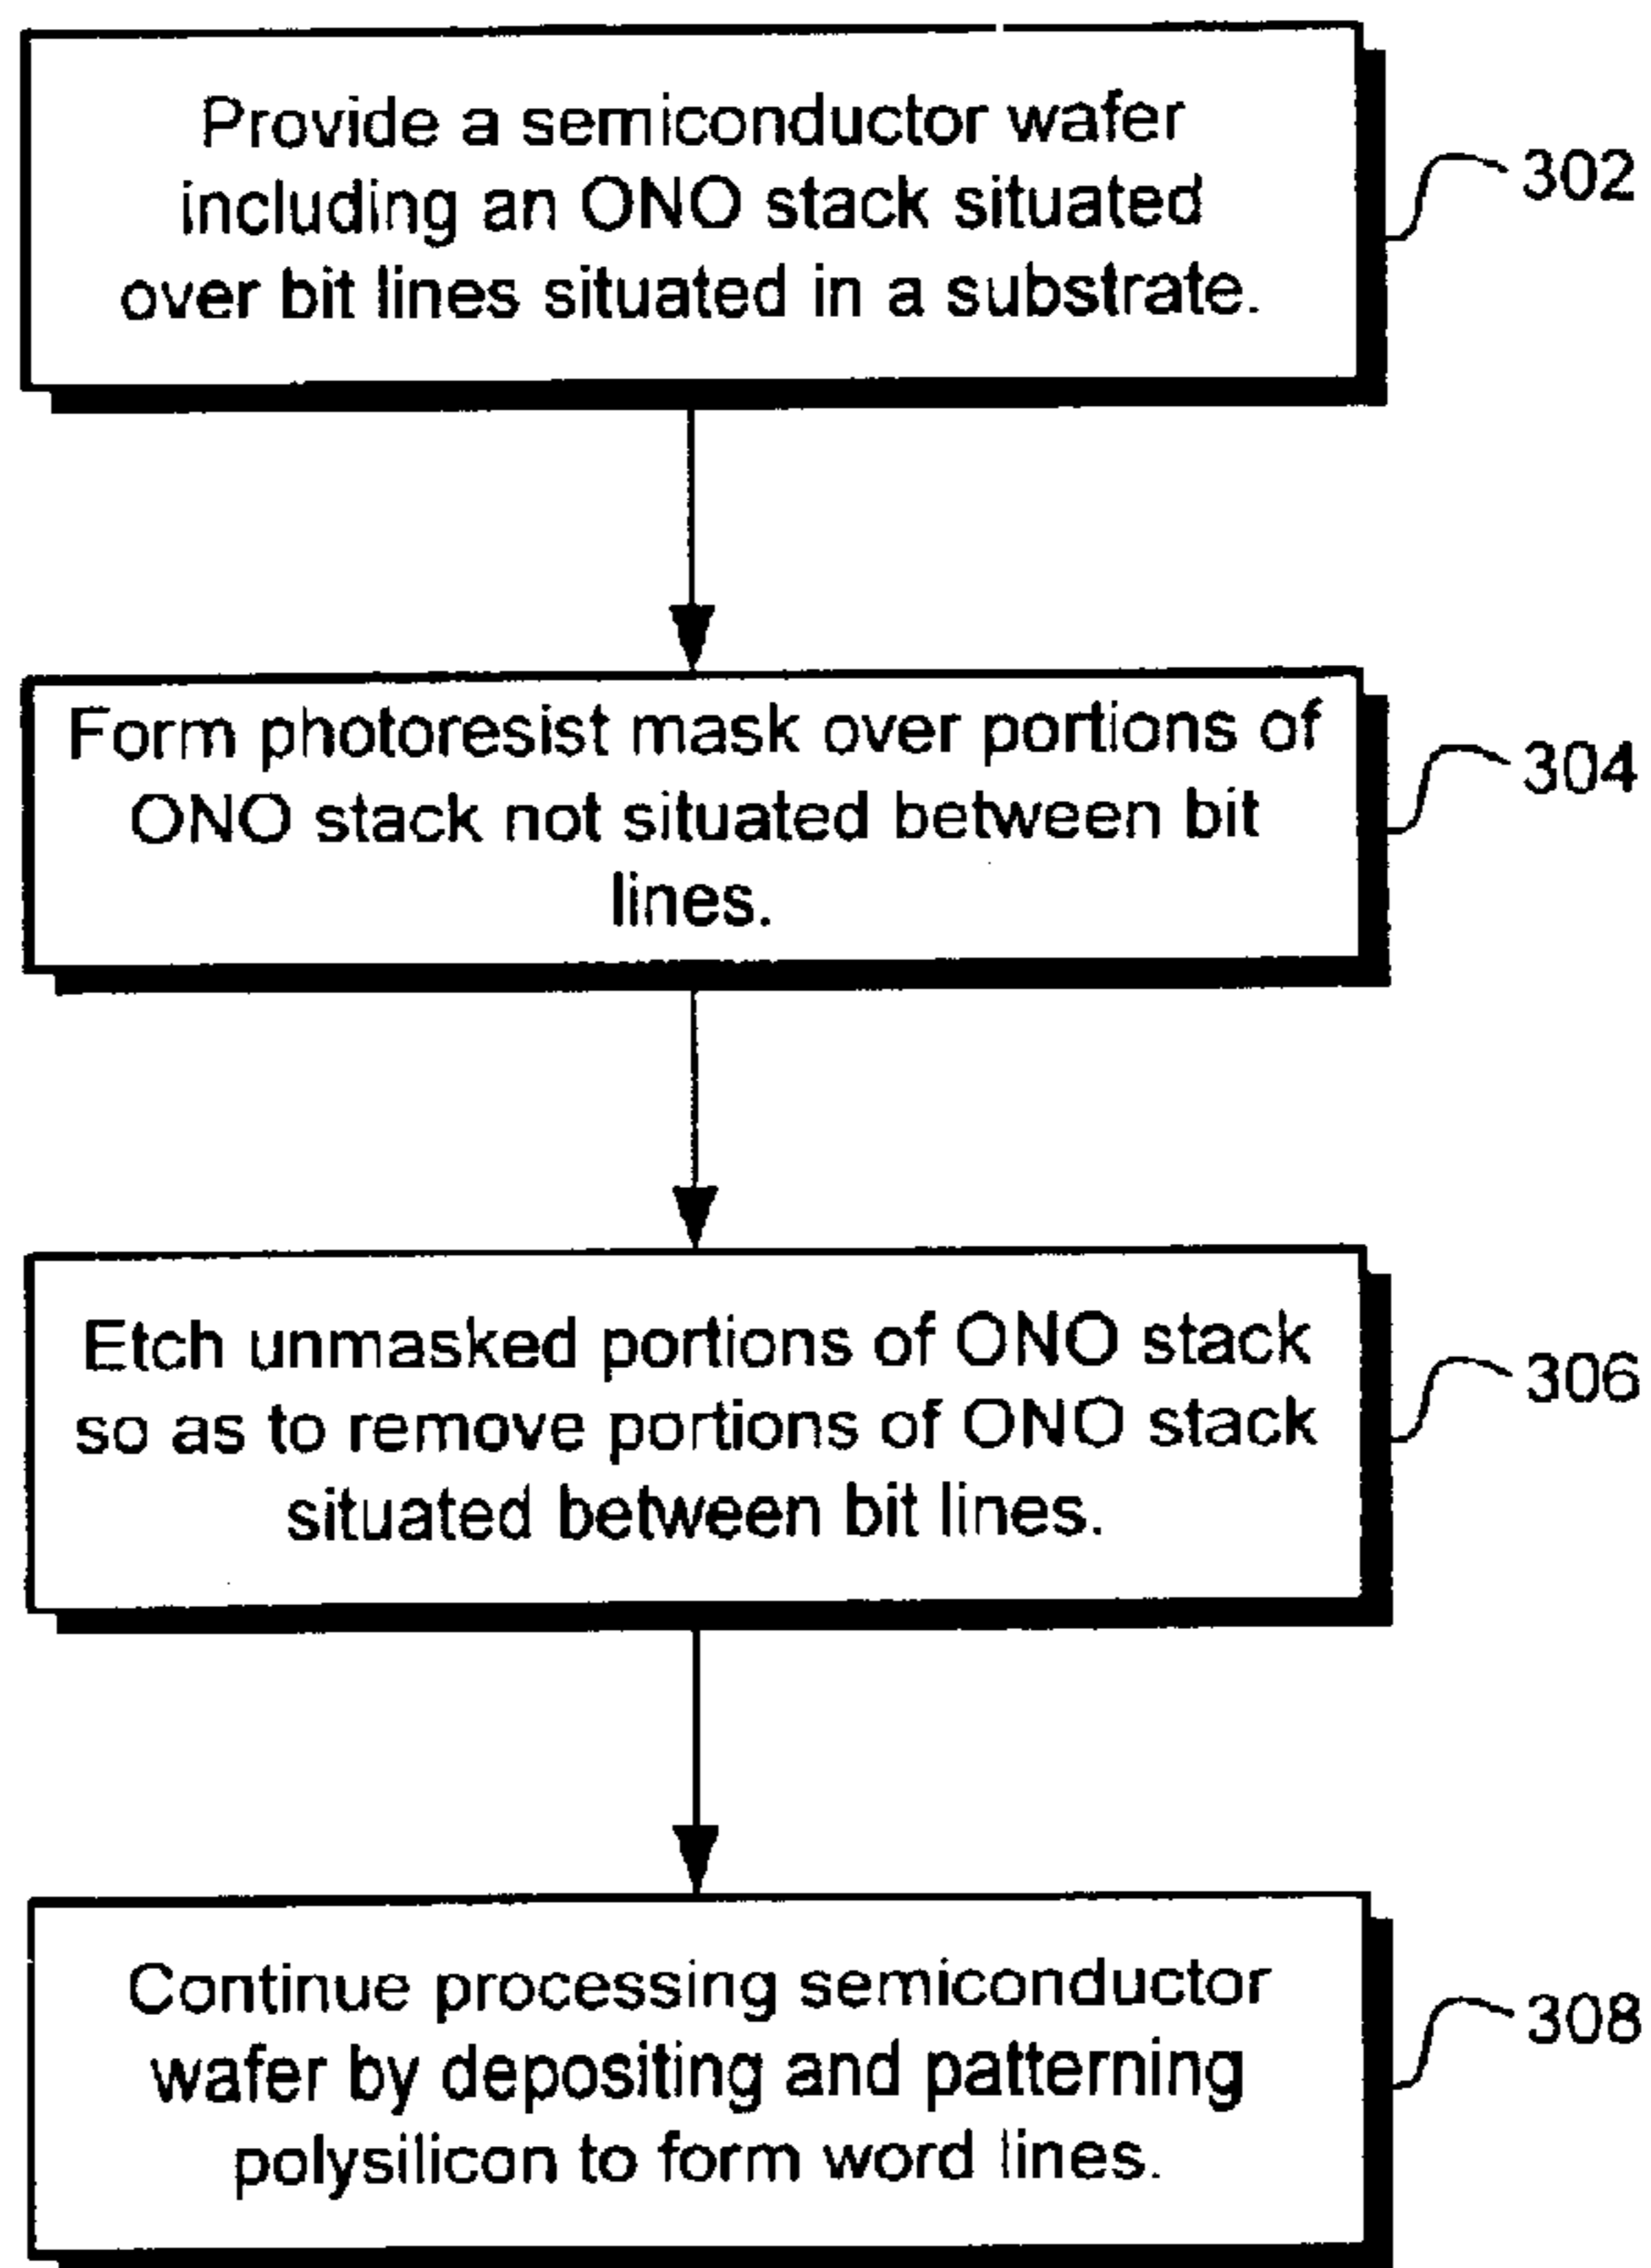 Provide a semiconductor wafer
including an ONO stack situated
over bit lines situated in a substrate.
302
Form photoresist mask over portions of
ONO stack not situated between bit
lines.
304
Etch unmasked portions of ONO stack
so as to remove portions of ONO stack
situated between bit lines.
306
Continue processing semiconductor
wafer by depositing and patterning
polysilicon to form word lines.
308